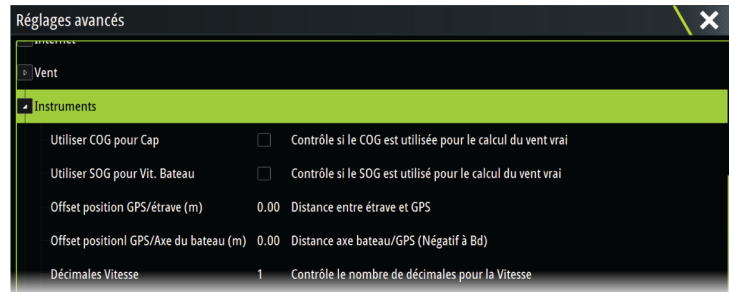 Réglages avancés
Internet
Vent
Instruments
Utiliser COG pour Cap Contrôle si le COG est utilisée pour le calcul du vent vrai
Utiliser SOG pour Vit. Bateau Contrôle si le SOG est utilisé pour le calcul du vent vrai
Offset position GPS/étrave (m) 0.00 Distance entre étrave et GPS
Offset positionl GPS/Axe du bateau (m) 0.00 Distance axe bateau/GPS (Négatif à Bd)
Décimales Vitesse 1 Contrôle le nombre de décimales pour la Vitesse